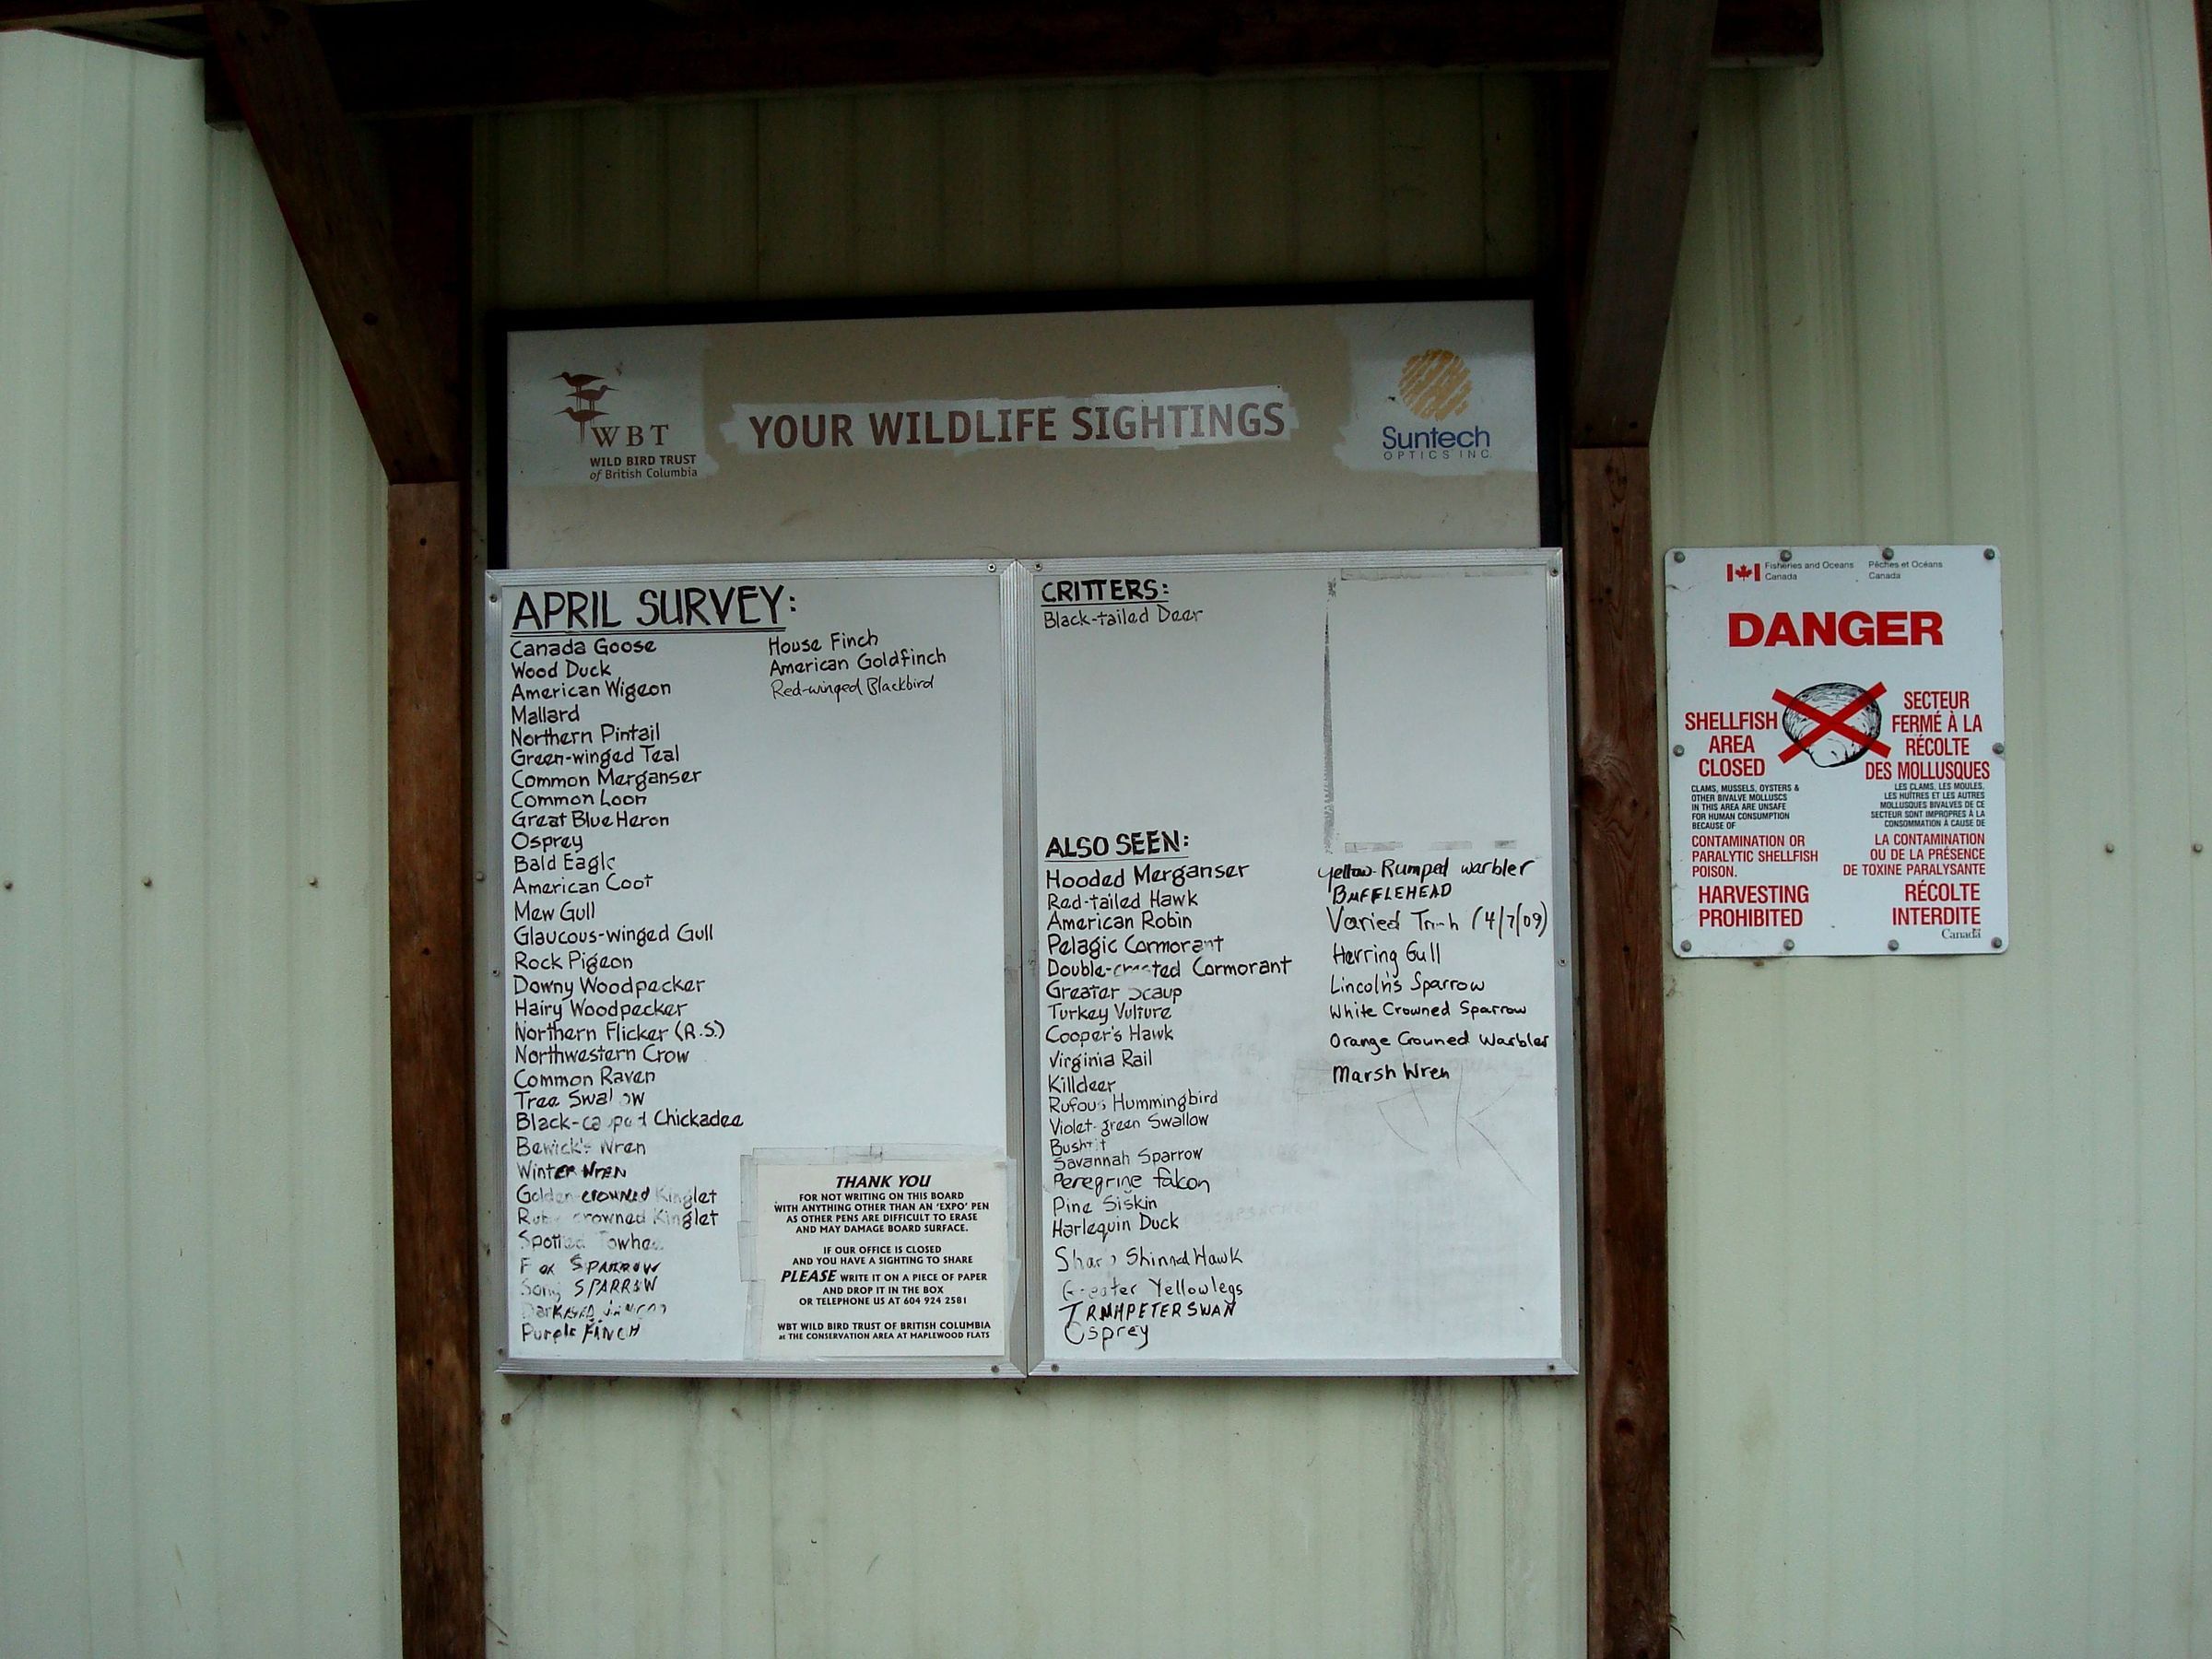 WBT
WILD BIRD TRUST
of British Columbia
YOUR WILDLIFE SIGHTINGS
Suntech
OPTICS INC.
APRIL SURVEY:
Canada Goose
Wood Duck
American Wigeon
Mallard
Northern Pintail
Green-winged Teal
Common Merganser
Common Loon
Great Blue Heron
Osprey
Bald Eagle
American Coot
Mew Gull
Glaucous-winged Gull
Rock Pigeon
Downy Woodpecker
Hairy Woodpecker
Northern Flicker (R.S.)
Northwestern Crow
Common Raven
Tree Swallow
Black-capped Chickadee
Bewick's Wren
Winter Wren
Golden-crowned Kinglet
Ruby-crowned Kinglet
Spotted Towhee
Fox SPARROW
Song SPARROW
Purple FINCH
House Finch
American Goldfinch
Red-winged Blackbird
THANK YOU
FOR NOT WRITING ON THIS BOARD
WITH ANYTHING OTHER THAN AN 'EXPO' PEN
AS OTHER PENS ARE DIFFICULT TO ERASE
AND MAY DAMAGE BOARD SURFACE.
IF OUR OFFICE IS CLOSED
AND YOU HAVE A SIGHTING TO SHARE
PLEASE WRITE IT ON A PIECE OF PAPER
AND DROP IT IN THE BOX
OR TELEPHONE US AT 604 924 2581
WBT WILD BIRD TRUST OF BRITISH COLUMBIA
at THE CONSERVATION AREA AT MAPLEWOOD FLATS
CRITTERS:
Black-tailed Deer
ALSO SEEN:
Hooded Merganser
Red-tailed Hawk
American Robin
Pelagic Cormorant
Double-crested Cormorant
Greater Scaup
Turkey Vulture
Cooper's Hawk
Virginia Rail
Killdeer
Rufous Hummingbird
Violet-green Swallow
Bushtit
Savannah Sparrow
Peregrine falcon
Pine Siskin
Harlequin Duck
Sharp Shinned Hawk
Greater Yellowlegs
TRMHPETER SWAN
Osprey
Yellow-Rumped warbler
BUFFLEHEAD
Varied (4/7/09)
Herring Gull
Lincoln's Sparrow
White Crowned Sparrow
Orange Crowned Warbler
Marsh Wren
Fisheries and Oceans
Canada
Pêches et Océans
Canada
DANGER
SHELLFISH
AREA
CLOSED
CLAMS, MUSSELS, OYSTERS &
OTHER BIVALVE MOLLUSCS
IN THIS AREA ARE UNSAFE
FOR HUMAN CONSUMPTION
BECAUSE OF
CONTAMINATION OR
PARALYTIC SHELLFISH
POISON.
HARVESTING
PROHIBITED
SECTEUR
FERMÉ À LA
RÉCOLTE
DES MOLLUSQUES
LES CLAMS, LES MOULES,
LES HUÎTRES ET LES AUTRES
MOLLUSQUES BIVALVES DE CE
SECTEUR SONT IMPROPRES À LA
CONSOMMATION À CAUSE DE
LA CONTAMINATION
OU DE LA PRÉSENCE
DE TOXINE PARALYSANTE
RÉCOLTE
INTERDITE
Canada